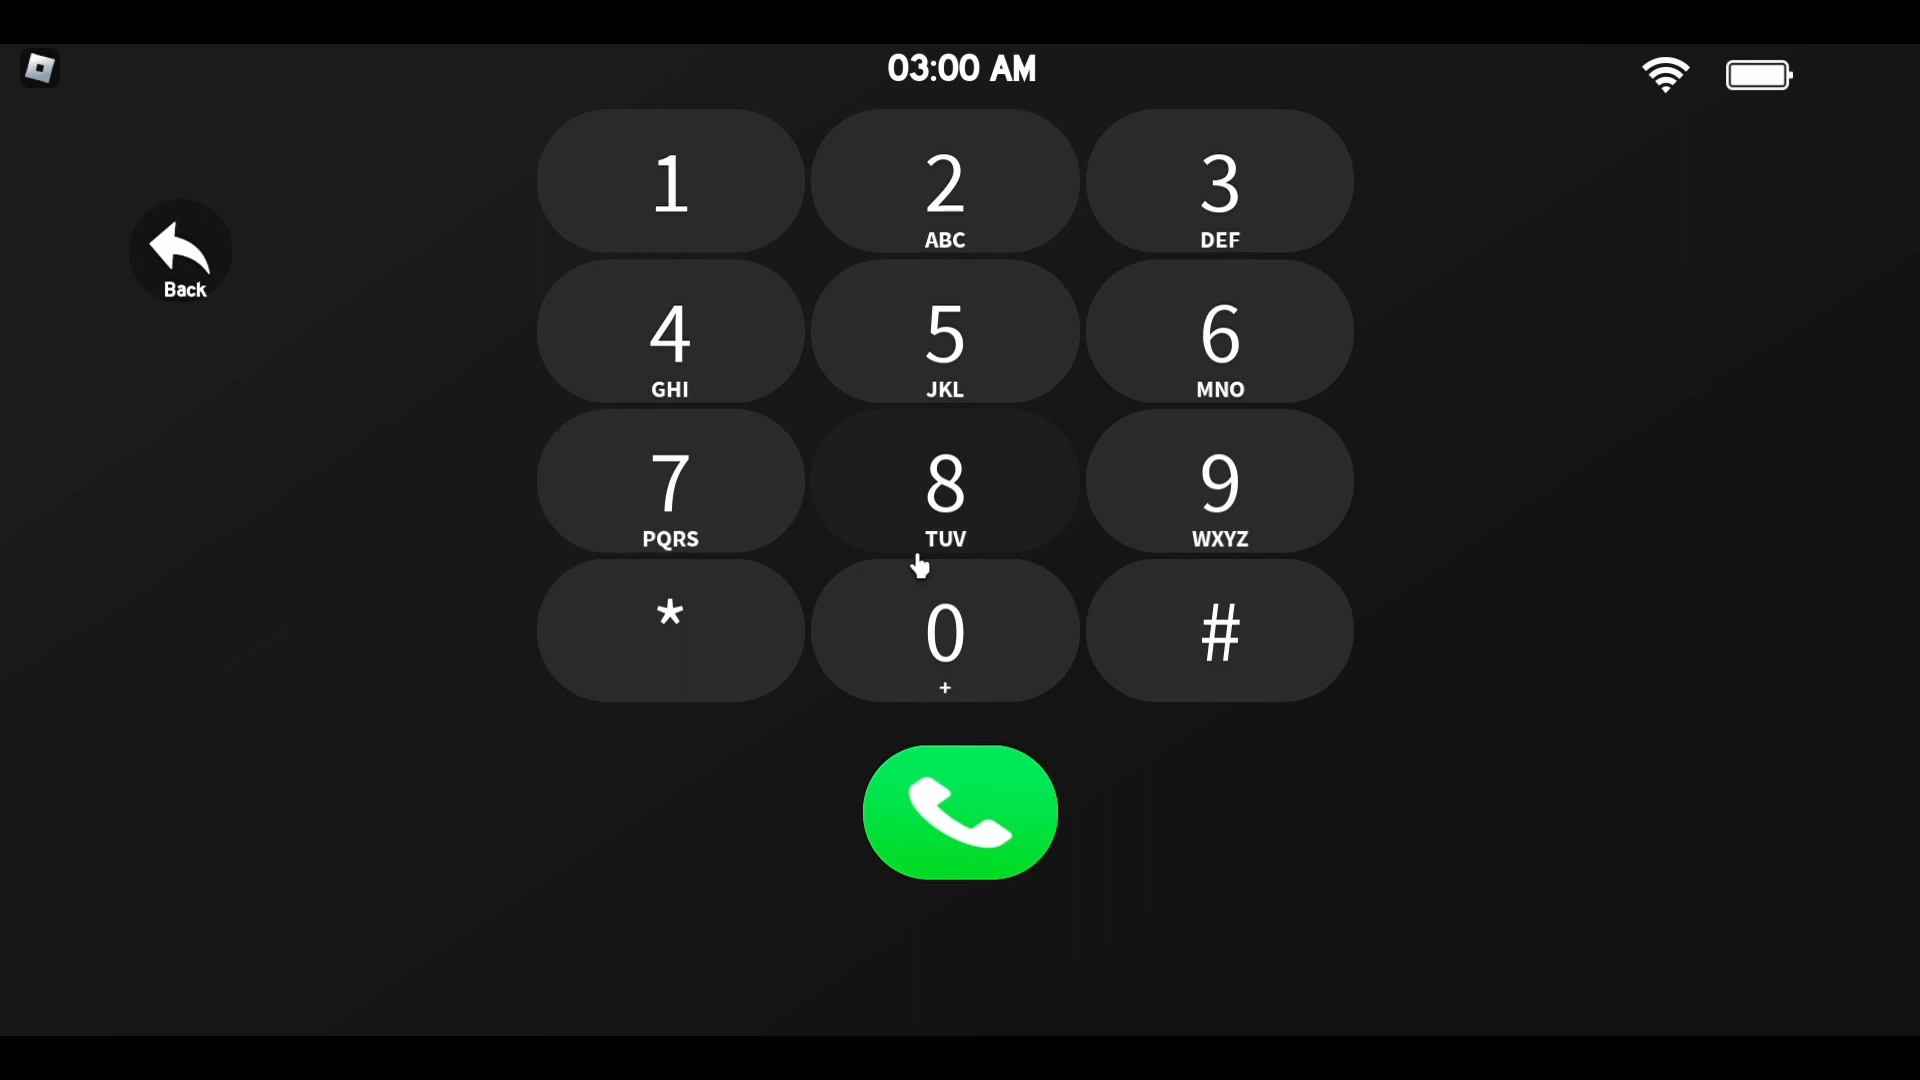 03:00 AM
1 2 3
ABC DEF
Back
4 5 6
GHI JKL MNO
7 8 9
PQRS TUV WXYZ
* 0 #
+